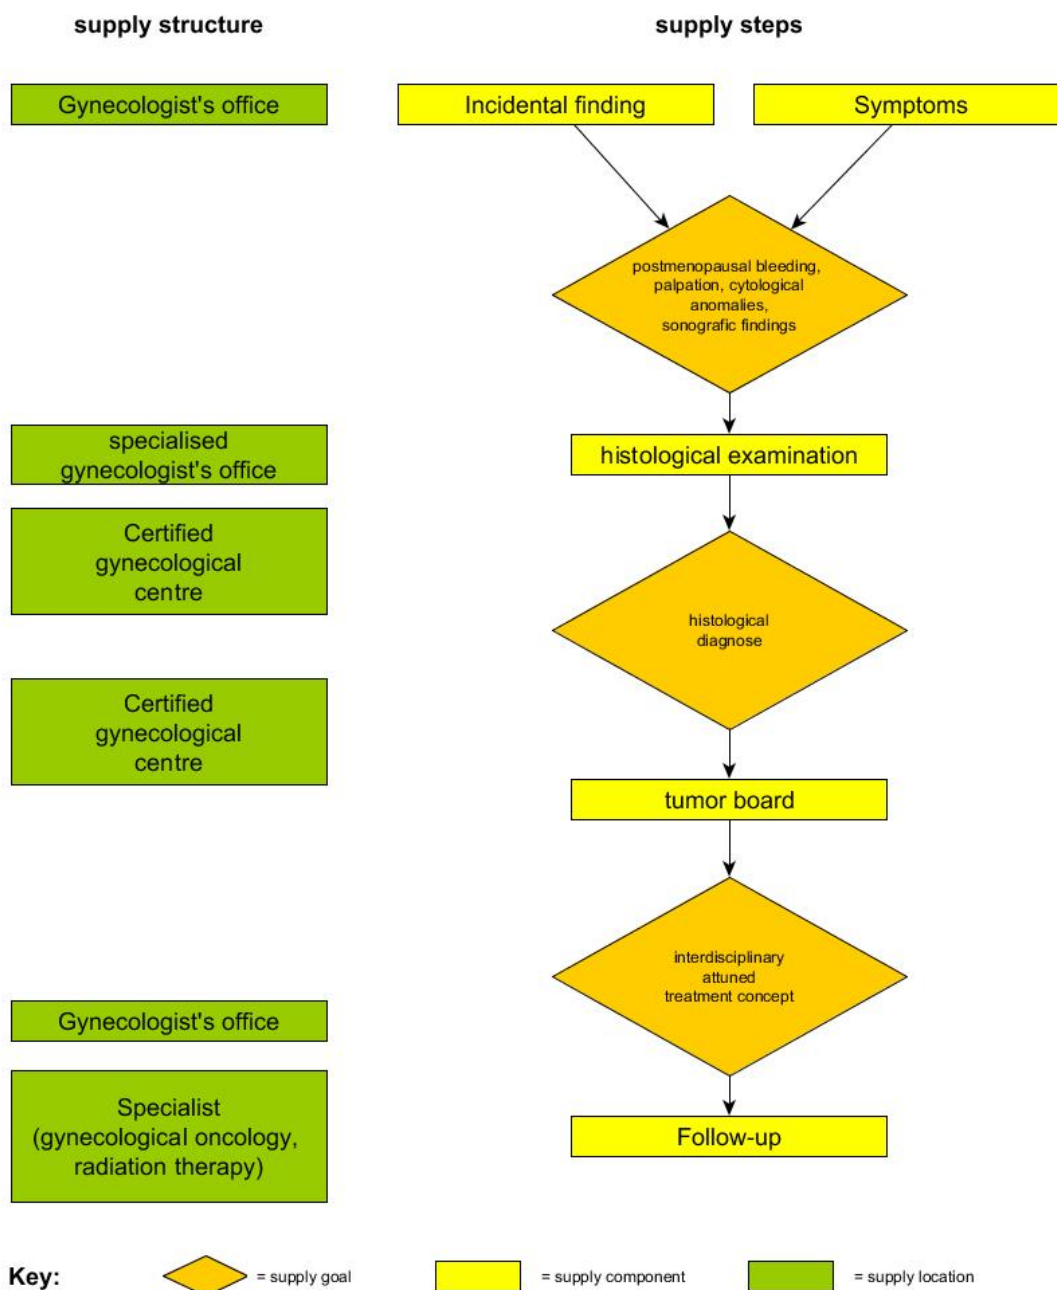 supply structure
supply steps
Gynecologist's office
Incidental finding
Symptoms
postmenopausal bleeding,
palpation, cytological
anomalies,
sonografic findings
specialised
gynecologist's office
histological examination
Certified
gynecological
centre
histological
diagnose
Certified
gynecological
centre
tumor board
interdisciplinary
attuned
treatment concept
Gynecologist's office
Specialist
(gynecological oncology,
radiation therapy)
Follow-up
Key:
= supply goal
= supply component
= supply location